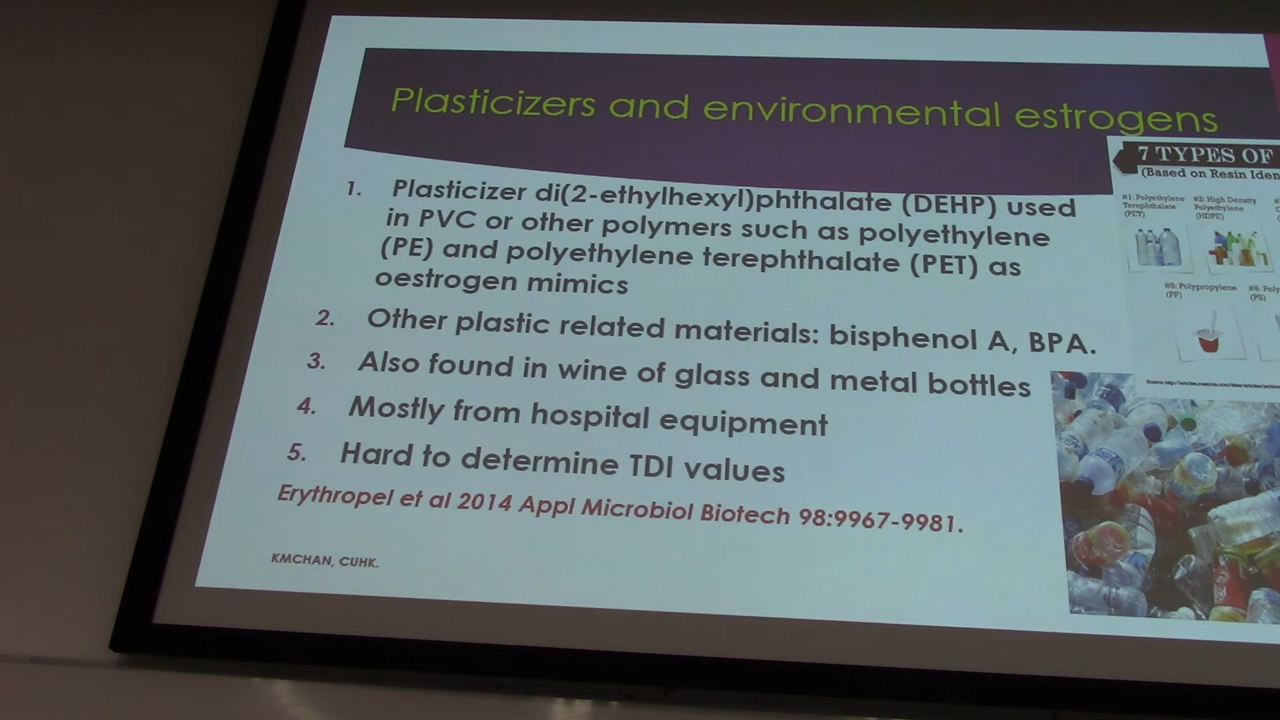 Plasticizers and environmental estrogens
1. Plasticizer di(2-ethylhexyl)phthalate (DEHP) used
in PVC or other polymers such as polyethylene
(PE) and polyethylene terephthalate (PET) as
oestrogen mimics
2. Other plastic related materials: bisphenol A, BPA.
3. Also found in wine of glass and metal bottles
4. Mostly from hospital equipment
5. Hard to determine TDI values
Erythropel et al 2014 Appl Microbiol Biotech 98:9967-9981.
KMCHAN, CUHK.
7 TYPES OF
(Based on Resin Iden
#1: Polyethylene
Terephthalate
(PET)
#2: High Density
Polyethylene
(HDPE)
#5: Polypropylene
(PP)
#6: Poly
(PS)